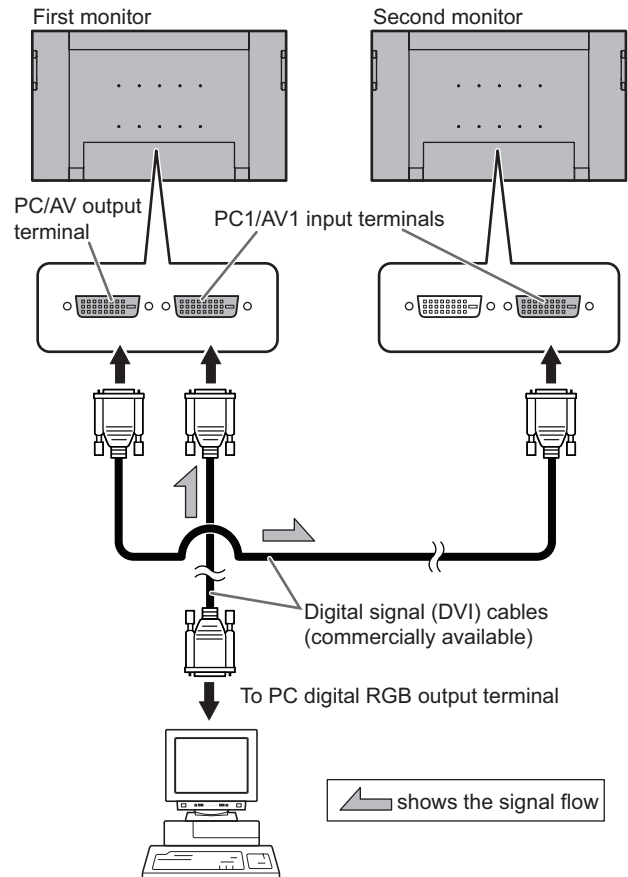 First monitor
Second monitor
PC/AV output
terminal
PC1/AV1 input terminals
Digital signal (DVI) cables
(commercially available)
To PC digital RGB output terminal
shows the signal flow